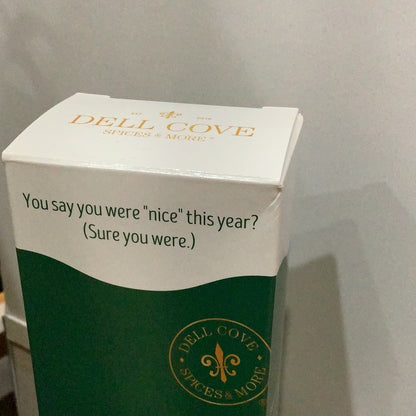 DELL COVE
SPICES & MORE
You say you were "nice" this year?
(Sure you were.)
DELL COVE
SPICES & MORE